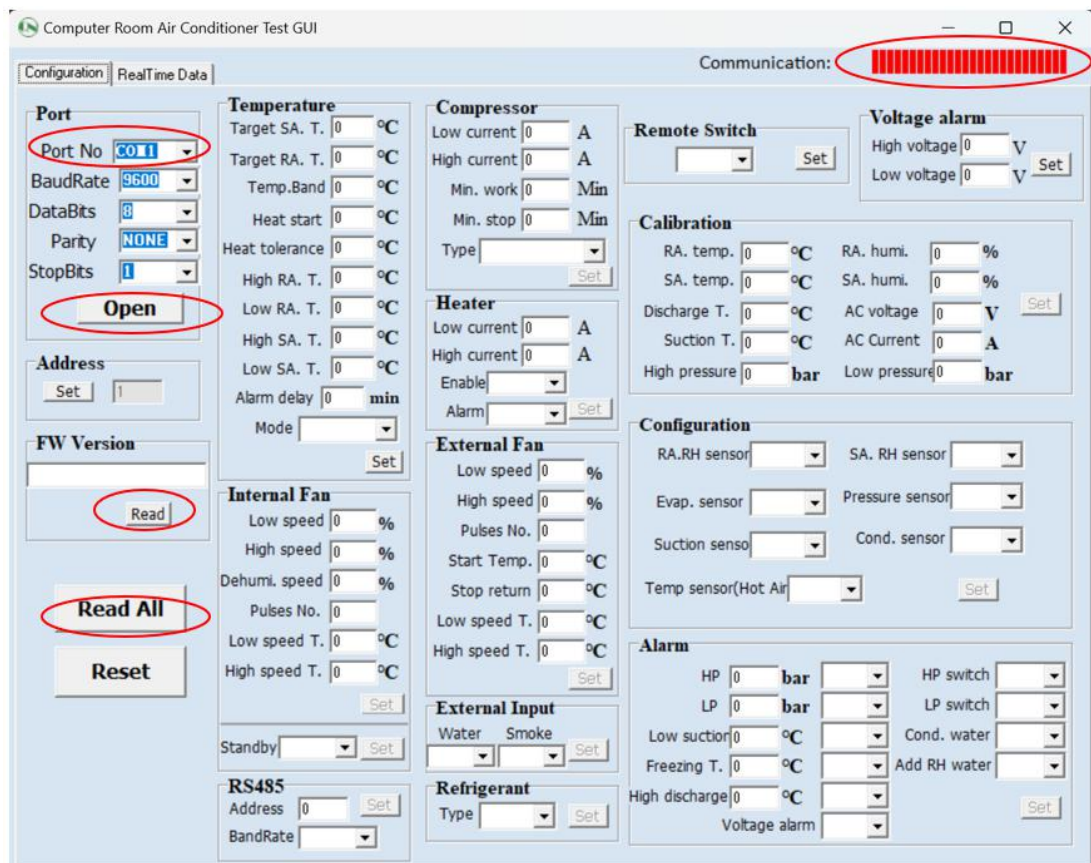 Computer Room Air Conditioner Test GUI
Communication:
Configuration
RealTime Data
Port
Port No
BaudRate 9600
DataBits 8
Parity NONE
StopBits 1
Open
Address
Set 1
FW Version
Read
Read All
Reset
Temperature
Target SA. T. 0 °C
Target RA. T. 0 °C
Temp.Band 0 °C
Heat start 0 °C
Heat tolerance 0 °C
High RA. T. 0 °C
Low RA. T. 0 °C
High SA. T. 0 °C
Low SA. T. 0 °C
Alarm delay 0 min
Mode
Set
Internal Fan
Low speed 0 %
High speed 0 %
Dehumi. speed 0 %
Pulses No. 0
Low speed T. 0 °C
High speed T. 0 °C
Set
Standby Set
RS485
Address 0 Set
BandRate
Compressor
Low current 0 A
High current 0 A
Min. work 0 Min
Min. stop 0 Min
Type
Set
Heater
Low current 0 A
High current 0 A
Enable
Alarm Set
External Fan
Low speed 0 %
High speed 0 %
Pulses No. 0
Start Temp. 0 °C
Stop return 0 °C
Low speed T. 0 °C
High speed T. 0 °C
Set
External Input
Water Smoke
Set
Refrigerant
Type Set
Remote Switch
Set
Voltage alarm
High voltage 0 V
Low voltage 0 V
Set
Calibration
RA. temp. 0 °C RA. humi. 0 %
SA. temp. 0 °C SA. humi. 0 %
Discharge T. 0 °C AC voltage 0 V
Set
Suction T. 0 °C AC Current 0 A
High pressure 0 bar Low pressure 0 bar
Configuration
RA.RH sensor SA. RH sensor
Evap. sensor Pressure sensor
Suction senso Cond. sensor
Temp sensor(Hot Air Set
Alarm
HP 0 bar HP switch
LP 0 bar LP switch
Low suction 0 °C Cond. water
Freezing T. 0 °C Add RH water
High discharge 0 °C
Set
Voltage alarm